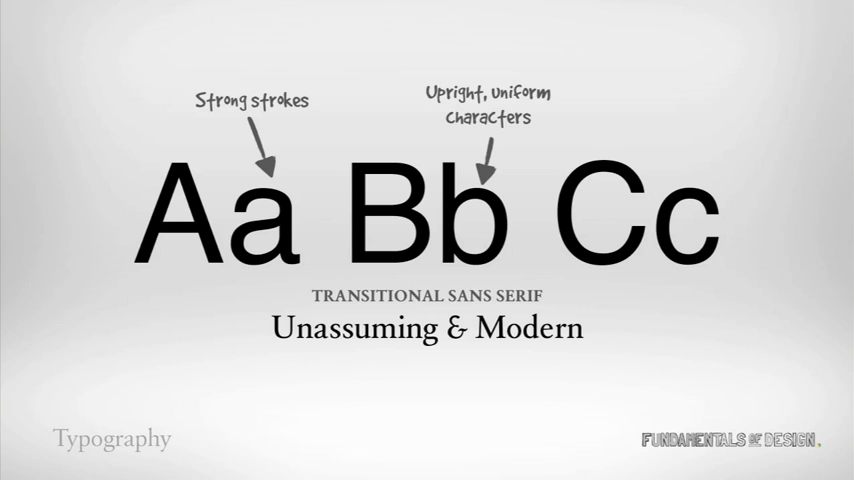 Strong strokes
Upright, uniform
characters
Aa Bb Cc
TRANSITIONAL SANS SERIF
Unassuming & Modern
Typography
FUNDAMENTALS OF DESIGN.